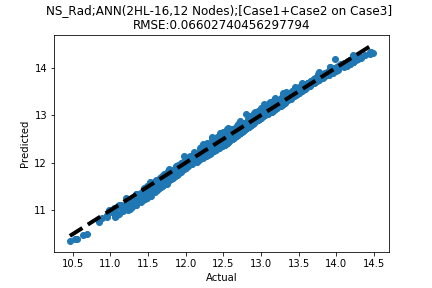 NS_Rad;ANN(2HL-16,12 Nodes);[Case1+Case2 on Case3]
RMSE:0.06602740456297794
14
13
12
11
Predicted
10.5 11.0 11.5 12.0 12.5 13.0 13.5 14.0 14.5
Actual